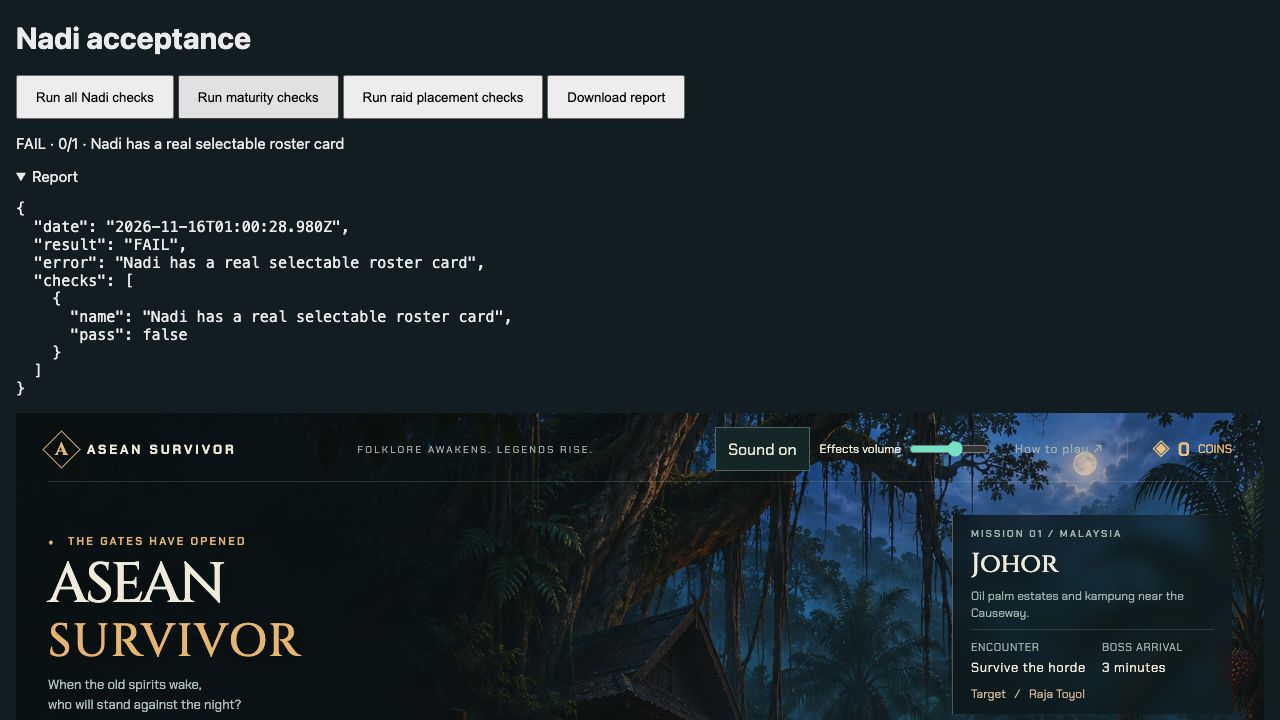 Nadi acceptance
Run all Nadi checks
Run maturity checks
Run raid placement checks
Download report
FAIL · 0/1 · Nadi has a real selectable roster card
▼ Report
{
"date": "2026-11-16T01:00:28.980Z",
"result": "FAIL",
"error": "Nadi has a real selectable roster card",
"checks": [
{
"name": "Nadi has a real selectable roster card",
"pass": false
}
]
}
A
ASEAN SURVIVOR
FOLKLORE AWAKENS. LEGENDS RISE.
Sound on
Effects volume
How to play ↗
0 COINS
THE GATES HAVE OPENED
ASEAN
SURVIVOR
When the old spirits wake,
who will stand against the night?
MISSION 01 / MALAYSIA
JOHOR
Oil palm estates and kampung near the
Causeway.
ENCOUNTER
Survive the horde
BOSS ARRIVAL
3 minutes
Target / Raja Toyol